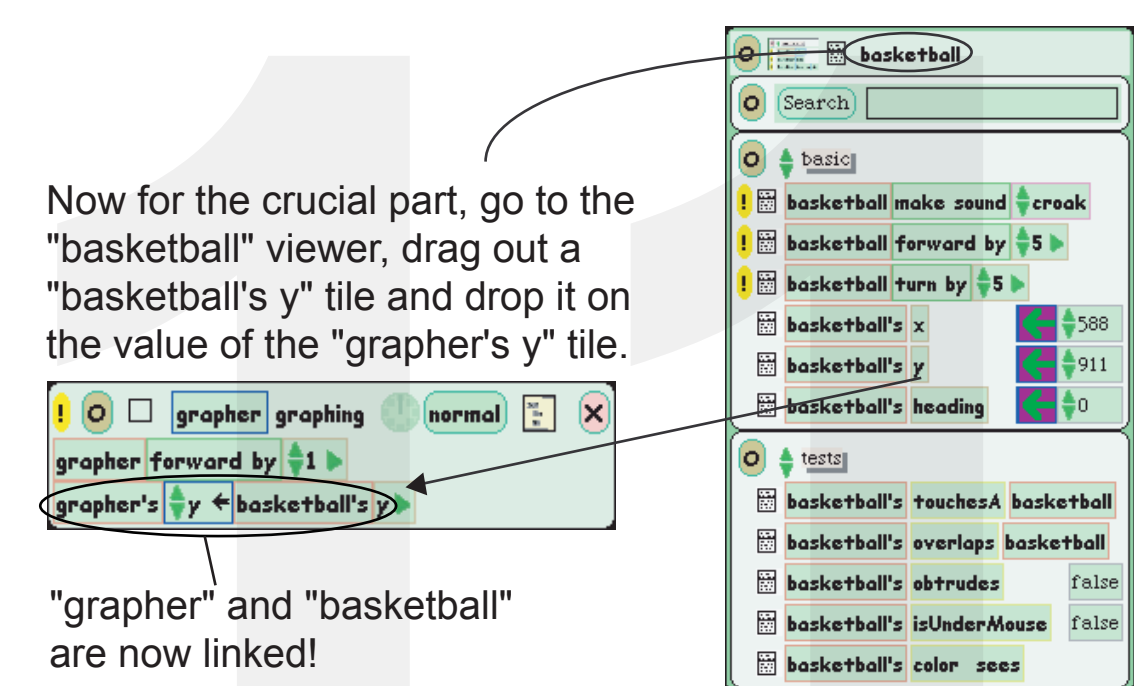 basketball
Search
basic
! basketball make sound croak
! basketball forward by 5
! basketball turn by 5
basketball's x 588
basketball's y 911
basketball's heading 0
tests
basketball's touchesA basketball
basketball's overlaps basketball
basketball's obtrudes false
basketball's isUnderMouse false
basketball's color sees
Now for the crucial part, go to the
"basketball" viewer, drag out a
"basketball's y" tile and drop it on
the value of the "grapher's y" tile.
! grapher graphing normal
grapher forward by 1
grapher's y ← basketball's y
"grapher" and "basketball"
are now linked!
11